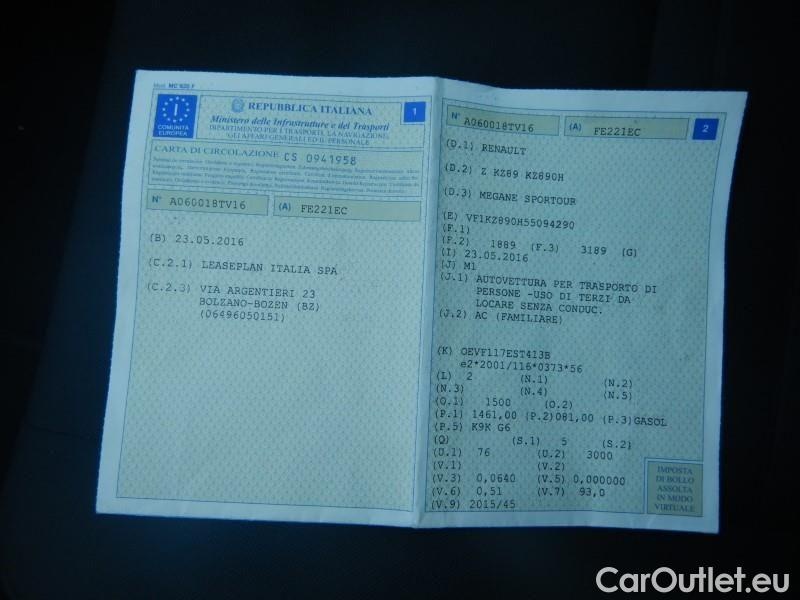 Mod. MC 820 F
COMUNITÀ
EUROPEA
REPUBBLICA ITALIANA
Ministero delle Infrastrutture e dei Trasporti
DIPARTIMENTO PER I TRASPORTI, LA NAVIGAZIONE,
GLI AFFARI GENERALI ED IL PERSONALE
1
CARTA DI CIRCOLAZIONE CS 0941958
N° A060018TV16 (A) FE221EC
(B) 23.05.2016
(C.2.1) LEASEPLAN ITALIA SPA
(C.2.3) VIA ARGENTIERI 23
BOLZANO-BOZEN (BZ)
(06496050151)
N° A060018TV16 (A) FE221EC 2
(D.1) RENAULT
(D.2) Z KZ89 KZ890H
(D.3) MEGANE SPORTOUR
(E) VF1KZ890H55094290
(F.1)
(F.2) 1889 (F.3) 3189 (G)
(I) 23.05.2016
(J) M1
(J.1) AUTOVETTURA PER TRASPORTO DI
PERSONE -USO DI TERZI DA
LOCARE SENZA CONDUC.
(J.2) AC (FAMILIARE)
(K) OEVF117EST413B
e2*2001/116*0373*56
(L) 2 (N.1) (N.2)
(N.3) (N.4) (N.5)
(O.1) 1500 (O.2)
(P.1) 1461,00 (P.2)081,00 (P.3)GASOL
(P.5) K9K G6
(Q) (S.1) 5 (S.2)
(U.1) 76 (U.2) 3000
(V.1) (V.2)
(V.3) 0,0640 (V.5) 0,000000
(V.6) 0,51 (V.7) 93,0
(V.9) 2015/45
IMPOSTA
DI BOLLO
ASSOLTA
IN MODO
VIRTUALE
CarOutlet.eu